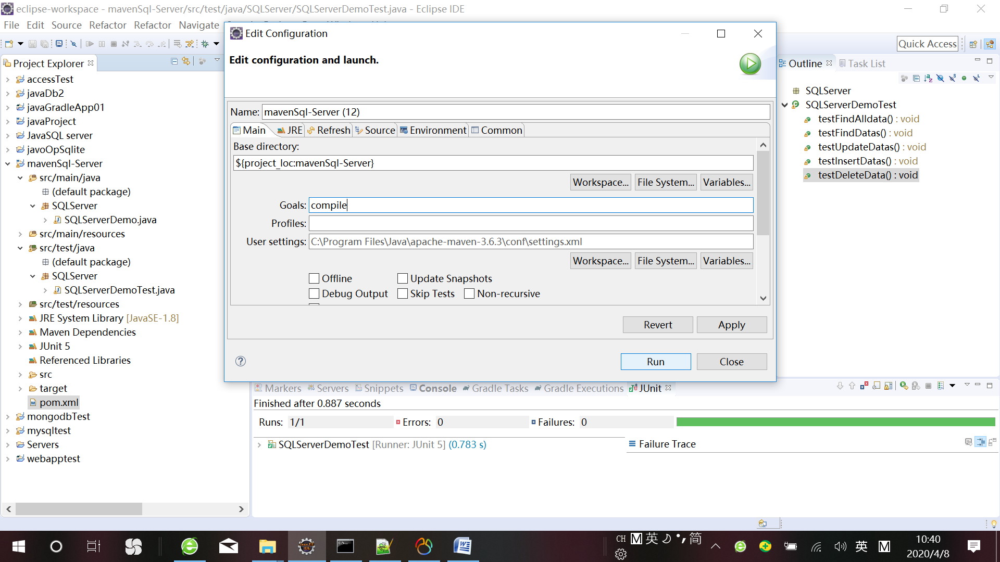 eclipse-workspace - mavenSql-Server/src/test/java/SQLServer/SQLServerDemoTest.java - Eclipse IDE
File Edit Source Refactor Refactor Navigate
Quick Access
Project Explorer
accessTest
javaDb2
javaGradleApp01
javaProject
JavaSQL server
javoOpSqlite
mavenSql-Server
src/main/java
(default package)
SQLServer
SQLServerDemo.java
src/main/resources
src/test/java
(default package)
SQLServer
SQLServerDemoTest.java
src/test/resources
JRE System Library [JavaSE-1.8]
Maven Dependencies
JUnit 5
Referenced Libraries
src
target
pom.xml
mongodbTest
mysqltest
Servers
webapptest
Edit Configuration
Edit configuration and launch.
Name: mavenSql-Server (12)
Main JRE Refresh Source Environment Common
Base directory:
${project_loc:mavenSql-Server}
Workspace... File System... Variables...
Goals: compile
Profiles:
User settings: C:\Program Files\Java\apache-maven-3.6.3\conf\settings.xml
Workspace... File System... Variables...
Offline Update Snapshots
Debug Output Skip Tests Non-recursive
Revert Apply
Run Close
Outline Task List
SQLServer
SQLServerDemoTest
testFindAlldata() : void
testFindDatas() : void
testUpdateDatas() : void
testInsertDatas() : void
testDeleteData() : void
Markers Servers Snippets Console Gradle Tasks Gradle Executions JUnit
Finished after 0.887 seconds
Runs: 1/1 Errors: 0 Failures: 0
SQLServerDemoTest [Runner: JUnit 5] (0.783 s)
Failure Trace
CH M 英 简
英 M
10:40
2020/4/8